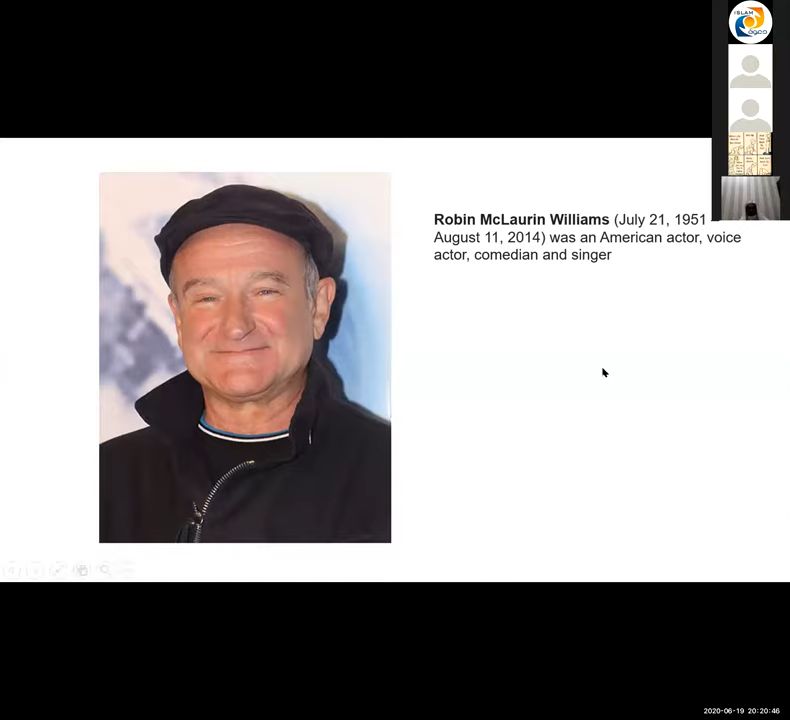 ISLAM
دعوة
Robin McLaurin Williams (July 21, 1951 –
August 11, 2014) was an American actor, voice
actor, comedian and singer
2020-06-19 20:20:46